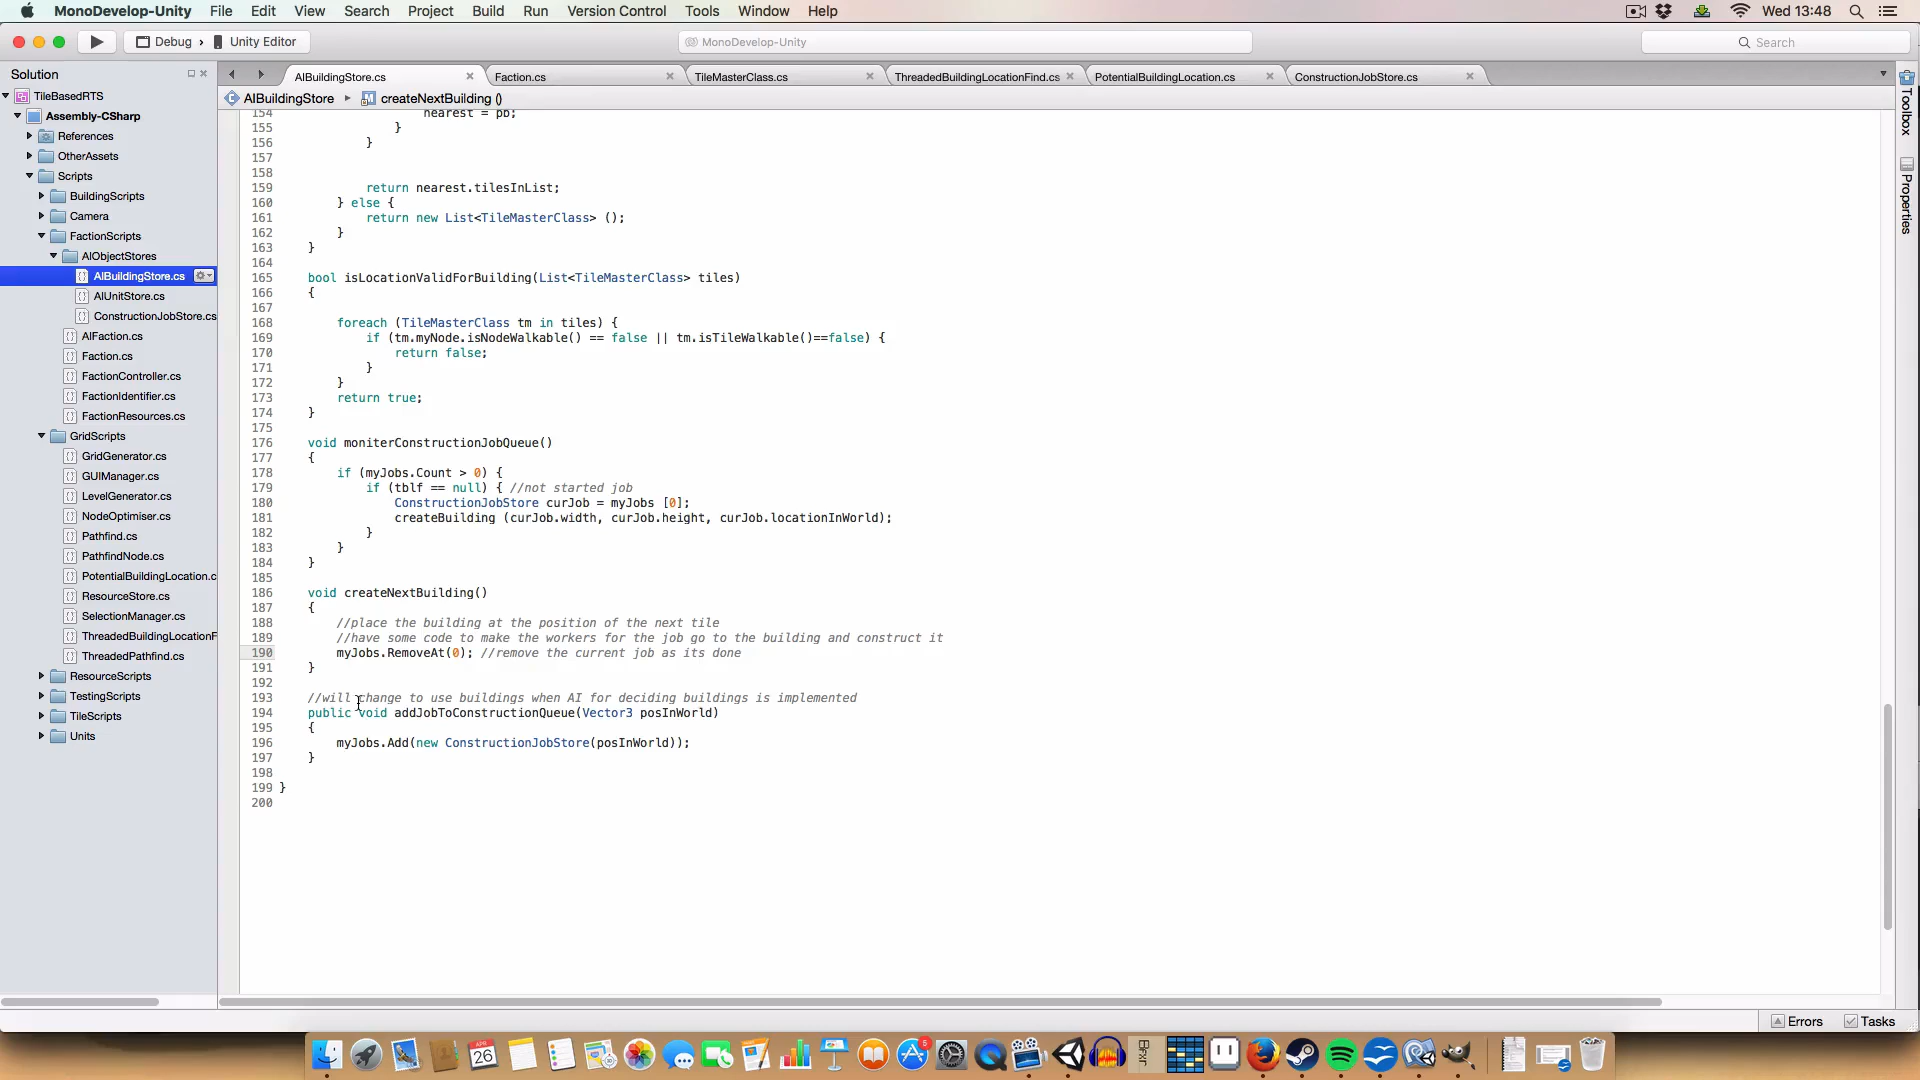 MonoDevelop-Unity File Edit View Search Project Build Run Version Control Tools Window Help Wed 13:48
Debug › Unity Editor
MonoDevelop-Unity
Search
Solution
TileBasedRTS
Assembly-CSharp
References
OtherAssets
Scripts
BuildingScripts
Camera
FactionScripts
AIObjectStores
AIBuildingStore.cs
AIUnitStore.cs
ConstructionJobStore.cs
AIFaction.cs
Faction.cs
FactionController.cs
FactionIdentifier.cs
FactionResources.cs
GridScripts
GridGenerator.cs
GUIManager.cs
LevelGenerator.cs
NodeOptimiser.cs
Pathfind.cs
PathfindNode.cs
PotentialBuildingLocation.c
ResourceStore.cs
SelectionManager.cs
ThreadedBuildingLocationF
ThreadedPathfind.cs
ResourceScripts
TestingScripts
TileScripts
Units
AIBuildingStore.cs Faction.cs TileMasterClass.cs ThreadedBuildingLocationFind.cs PotentialBuildingLocation.cs ConstructionJobStore.cs
AIBuildingStore createNextBuilding ()
154 nearest = pb;
155 }
156 }
157
158
159 return nearest.tilesInList;
160 } else {
161 return new List<TileMasterClass> ();
162 }
163 }
164
165 bool isLocationValidForBuilding(List<TileMasterClass> tiles)
166 {
167
168 foreach (TileMasterClass tm in tiles) {
169 if (tm.myNode.isNodeWalkable() == false || tm.isTileWalkable()==false) {
170 return false;
171 }
172 }
173 return true;
174 }
175
176 void moniterConstructionJobQueue()
177 {
178 if (myJobs.Count > 0) {
179 if (tblf == null) { //not started job
180 ConstructionJobStore curJob = myJobs [0];
181 createBuilding (curJob.width, curJob.height, curJob.locationInWorld);
182 }
183 }
184 }
185
186 void createNextBuilding()
187 {
188 //place the building at the position of the next tile
189 //have some code to make the workers for the job go to the building and construct it
190 myJobs.RemoveAt(0); //remove the current job as its done
191 }
192
193 //will change to use buildings when AI for deciding buildings is implemented
194 public void addJobToConstructionQueue(Vector3 posInWorld)
195 {
196 myJobs.Add(new ConstructionJobStore(posInWorld));
197 }
198
199 }
200
Toolbox
Properties
Errors Tasks
APR
26
5